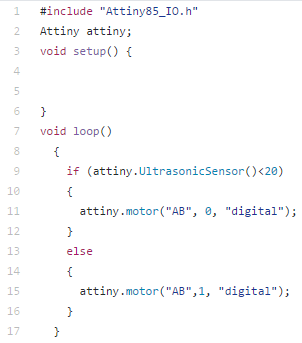 1 #include "Attiny85_IO.h"
2 Attiny attiny;
3 void setup() {
4
5
6 }
7 void loop()
8 {
9 if (attiny.UltrasonicSensor()<20)
10 {
11 attiny.motor("AB", 0, "digital");
12 }
13 else
14 {
15 attiny.motor("AB",1, "digital");
16 }
17 }